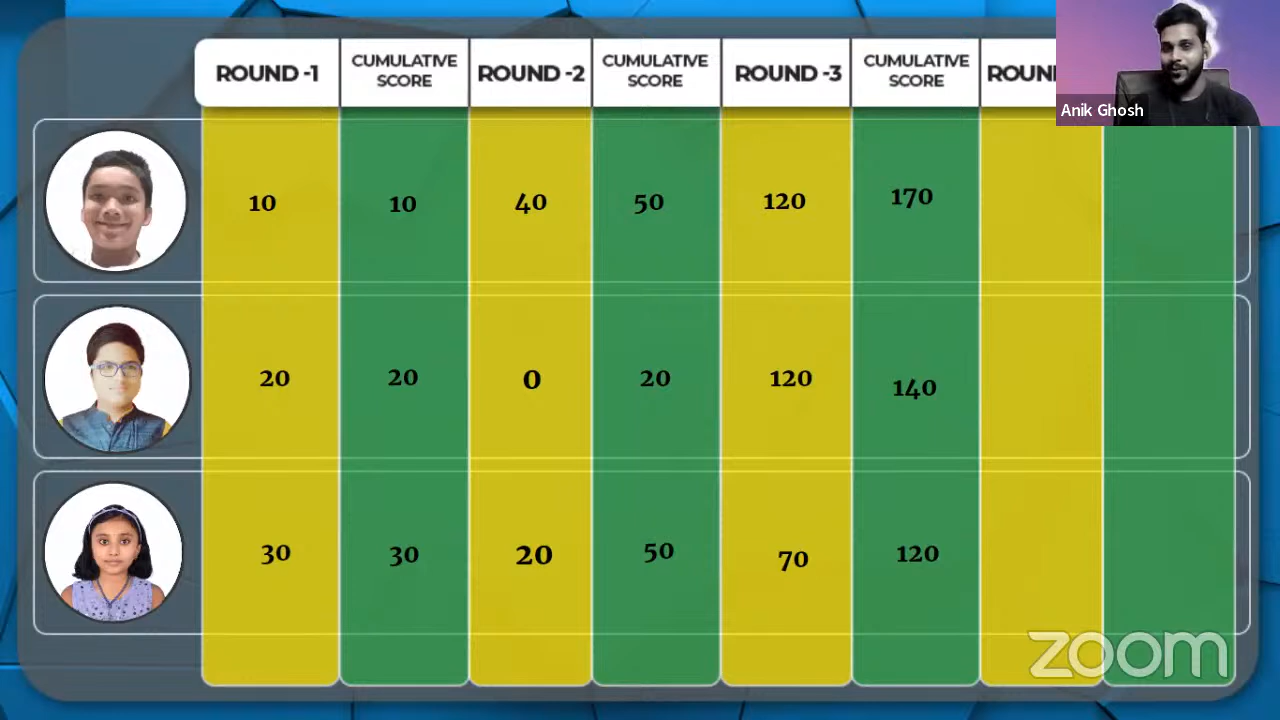 ROUND -1
CUMULATIVE
SCORE
ROUND -2
CUMULATIVE
SCORE
ROUND -3
CUMULATIVE
SCORE
Anik Ghosh
10
10
40
50
120
170
20
20
0
20
120
140
30
30
20
50
70
120
zoom